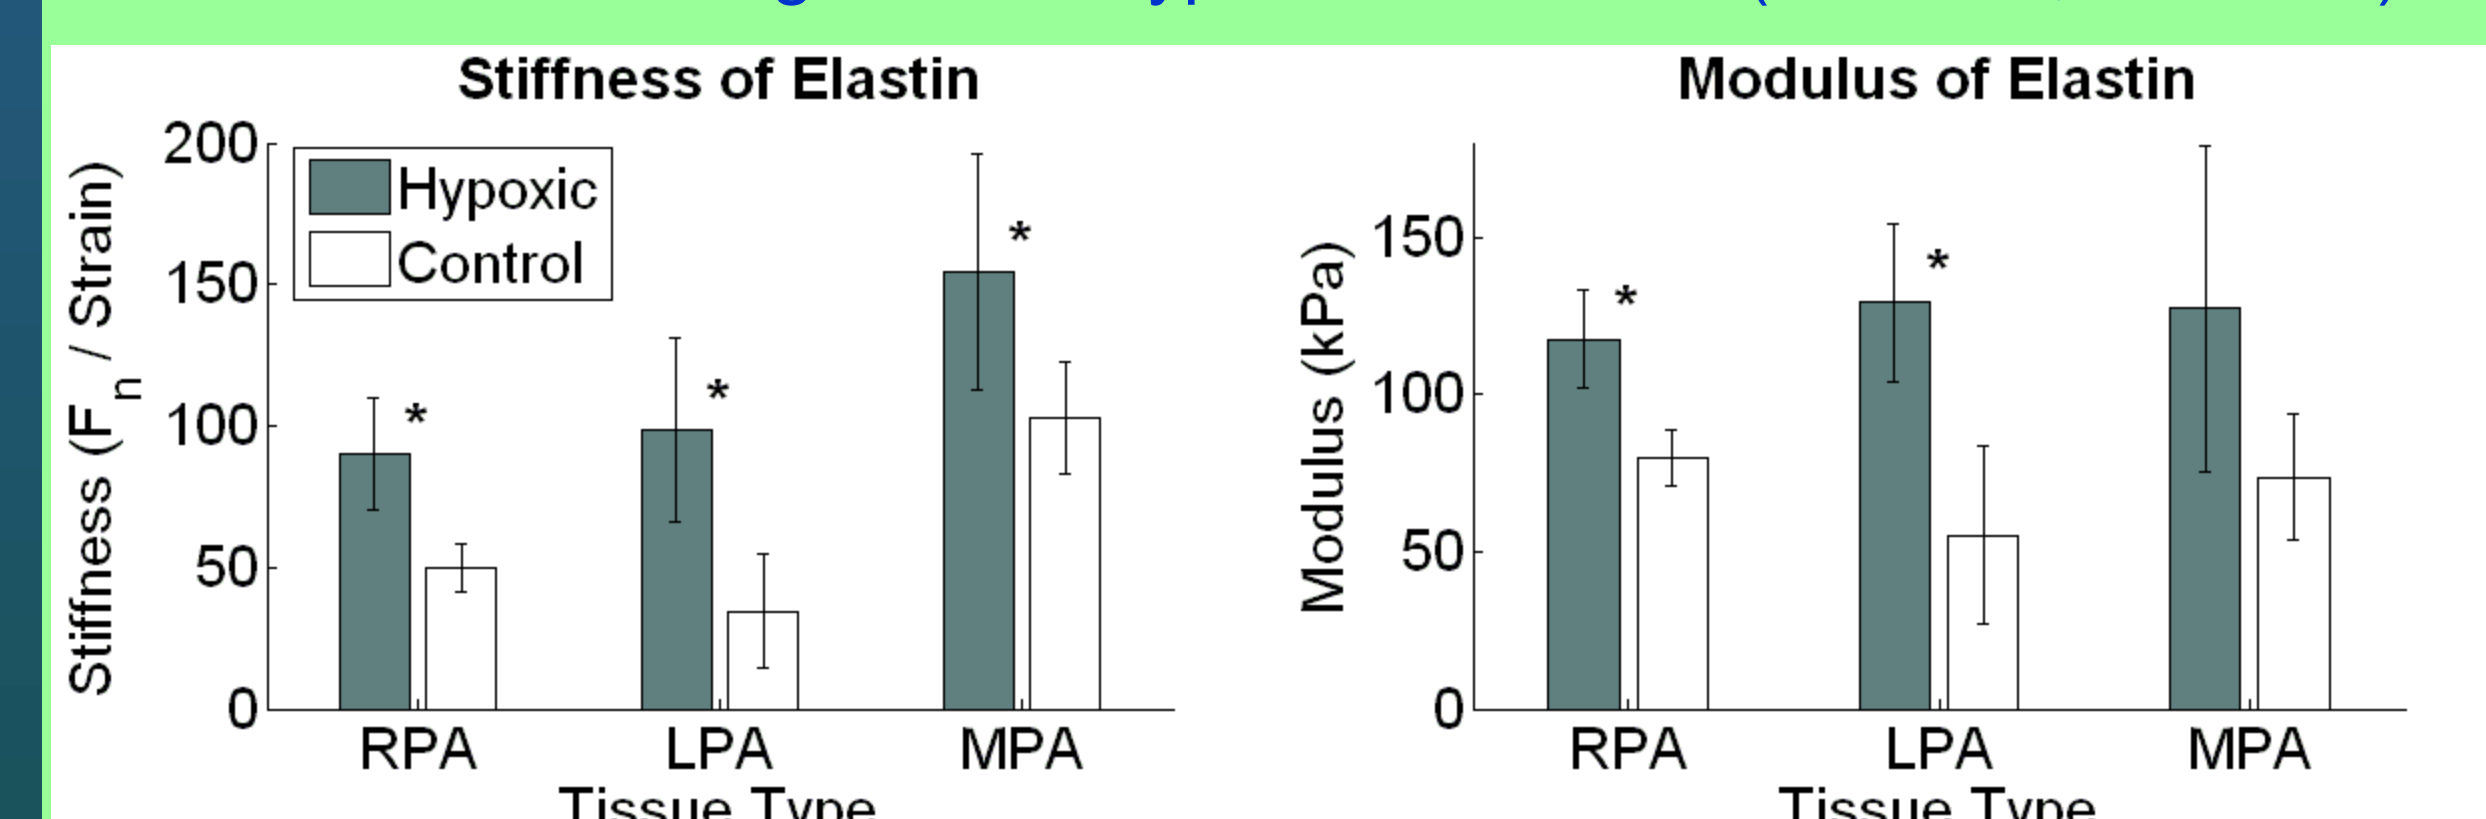 Stiffness of Elastin
Stiffness (Fn / Strain)
200
150
100
50
0
Hypoxic
Control
*
*
*
RPA
LPA
MPA
Tissue Type
Modulus of Elastin
Modulus (kPa)
150
100
50
0
*
*
RPA
LPA
MPA
Tissue Type